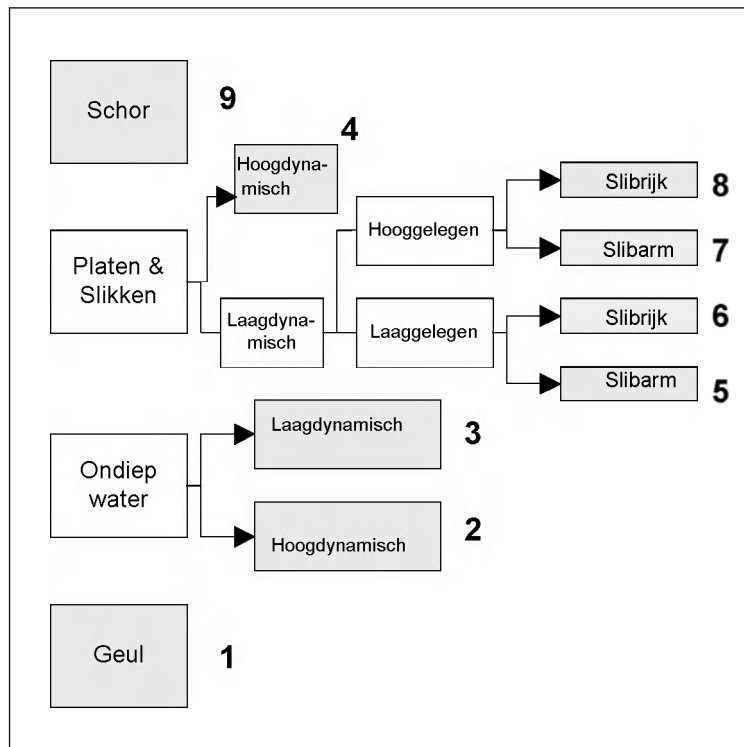 Schor
9
4
Hoogdyna-
misch
Slibrijk
8
Hooggelegen
Slibarm
7
Platen &
Slikken
Laagdyna-
misch
Laaggelegen
Slibrijk
6
Slibarm
5
Laagdynamisch
3
Ondiep
water
Hoogdynamisch
2
Geul
1